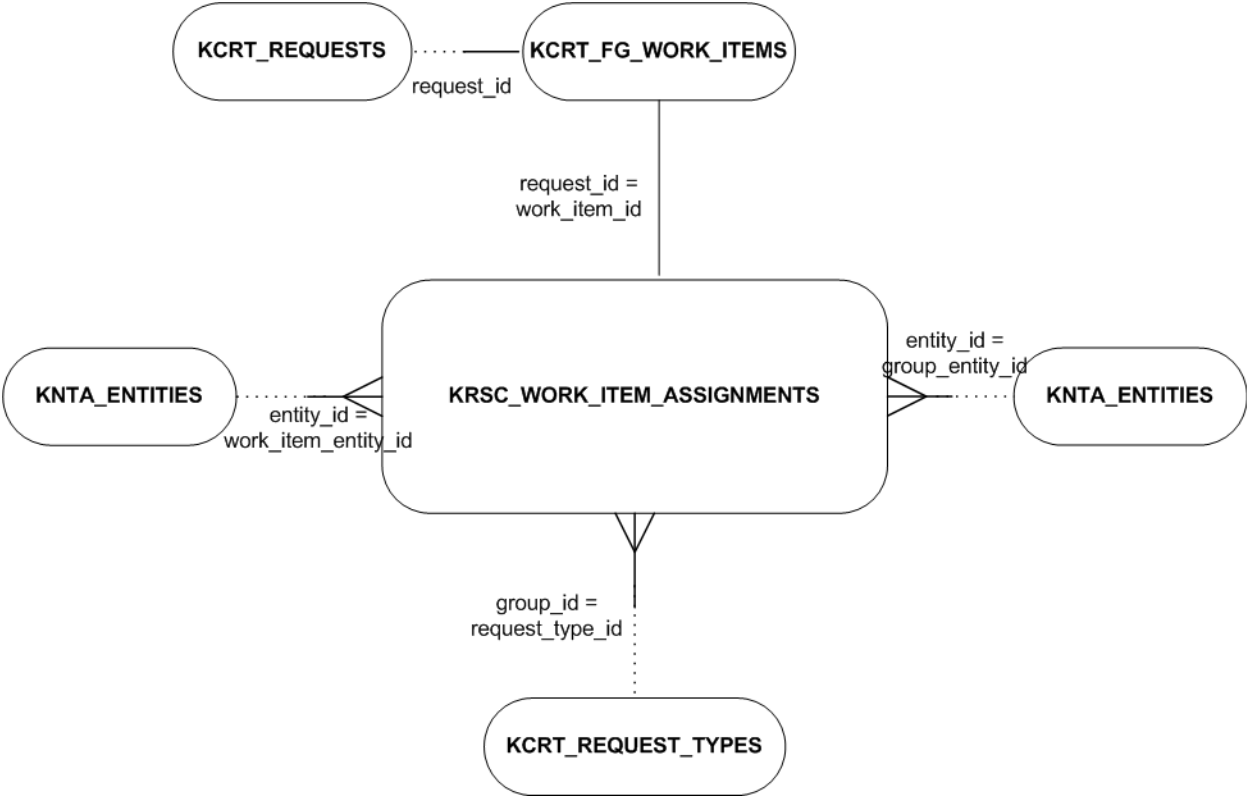 KCRT_REQUESTS
KCRT_FG_WORK_ITEMS
request_id
request_id =
work_item_id
entity_id =
group_entity_id
KNTA_ENTITIES
KRSC_WORK_ITEM_ASSIGNMENTS
KNTA_ENTITIES
entity_id =
work_item_entity_id
group_id =
request_type_id
KCRT_REQUEST_TYPES